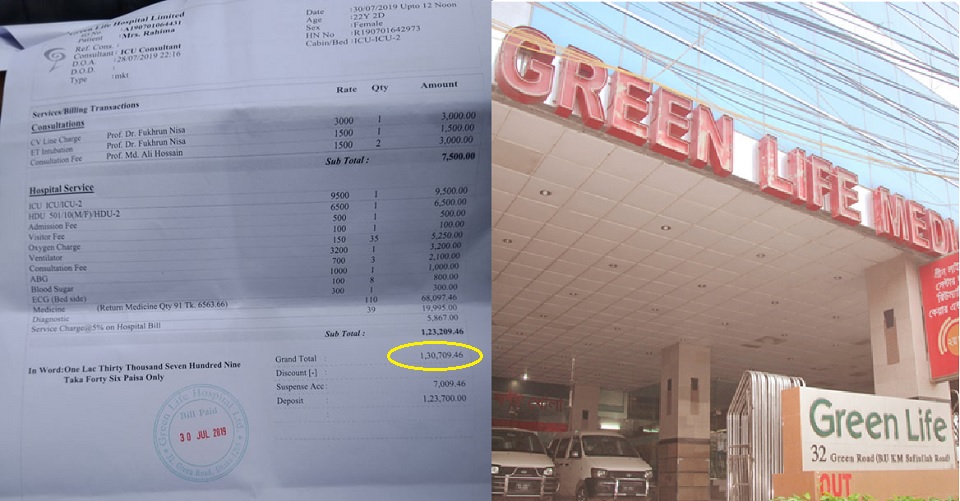 Green Life Hospital Limited
ID No : A190701064431
Patient : Mrs. Rahima
Ref. Cons. :
Consultant : ICU Consultant
D.O.A. : 28/07/2019 22:16
D.O.D. :
Type : mkt
Date : 30/07/2019 Upto 12 Noon
Age : 22Y 2D
Sex : Female
HN No : R190701642973
Cabin/Bed : ICU-ICU-2
Services/Billing Transactions Rate Qty Amount
Consultations
CV Line Charge Prof. Dr. Fukhrun Nisa 3000 1 3,000.00
ET Intubation Prof. Dr. Fukhrun Nisa 1500 1 1,500.00
Consultation Fee Prof. Md. Ali Hossain 1500 2 3,000.00
Sub Total : 7,500.00
Hospital Service
ICU ICU/ICU-2 9500 1 9,500.00
HDU 501/10(M/F)/HDU-2 6500 1 6,500.00
Admission Fee 500 1 500.00
Visitor Fee 100 1 100.00
Oxygen Charge 150 35 5,250.00
Ventilator 3200 1 3,200.00
Consultation Fee 700 3 2,100.00
ABG 1000 1 1,000.00
Blood Sugar 100 8 800.00
ECG (Bed side) 300 1 300.00
Medicine (Return Medicine Qty 91 Tk. 6563.66) 110 68,097.46
Diagnostic 39 19,995.00
Service Charge@5% on Hospital Bill 5,867.00
Sub Total : 1,23,209.46
Grand Total : 1,30,709.46
Discount [-] :
Suspense Acc : 7,009.46
Deposit : 1,23,700.00
In Word:One Lac Thirty Thousand Seven Hundred Nine
Taka Forty Six Paisa Only
Green Life Hospital Ltd.
Bill Paid
30 JUL 2019
GREEN LIFE MEDI
গ্রীন লাই
Green Life
32 Green Road (B.U KM Safiullah Road)
OUT